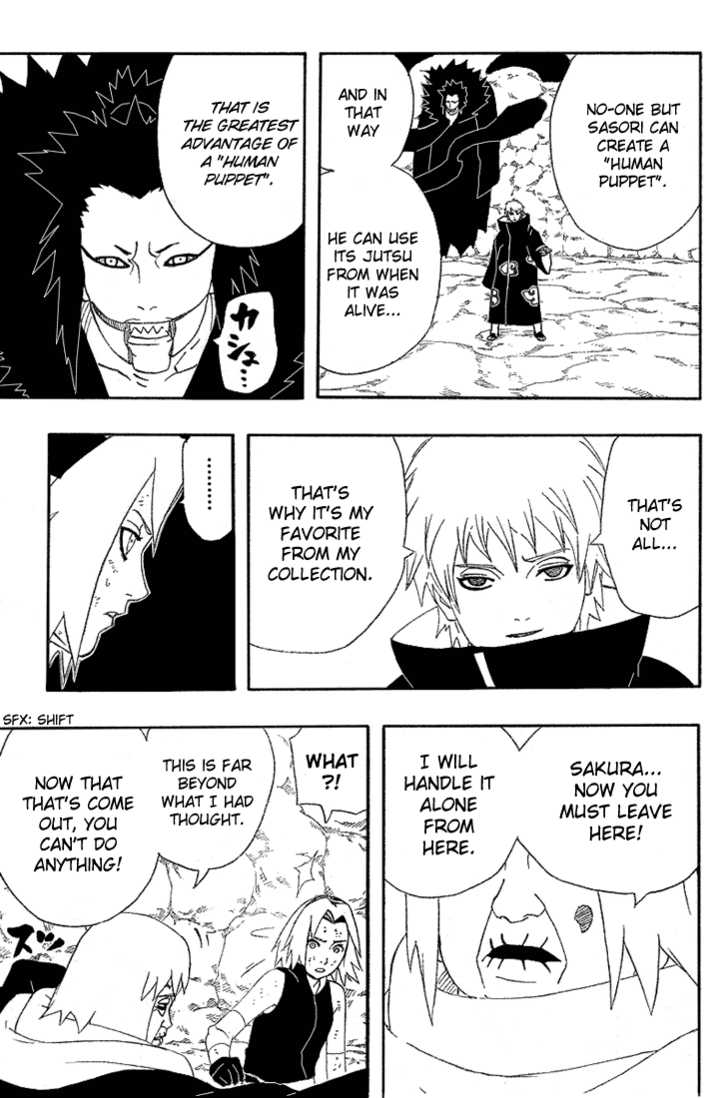 NO-ONE BUT
SASORI CAN
CREATE A
"HUMAN
PUPPET".
AND IN
THAT
WAY
HE CAN USE
ITS JUTSU
FROM WHEN
IT WAS
ALIVE...
THAT IS
THE GREATEST
ADVANTAGE OF
A "HUMAN
PUPPET".
カシュ…
THAT'S
NOT
ALL...
THAT'S
WHY IT'S MY
FAVORITE
FROM MY
COLLECTION.
.........
SAKURA...
NOW YOU
MUST LEAVE
HERE!
I WILL
HANDLE IT
ALONE
FROM
HERE.
SFX: SHIFT
WHAT
?!
THIS IS FAR
BEYOND
WHAT I HAD
THOUGHT.
NOW THAT
THAT'S COME
OUT, YOU
CAN'T DO
ANYTHING!
ズッ